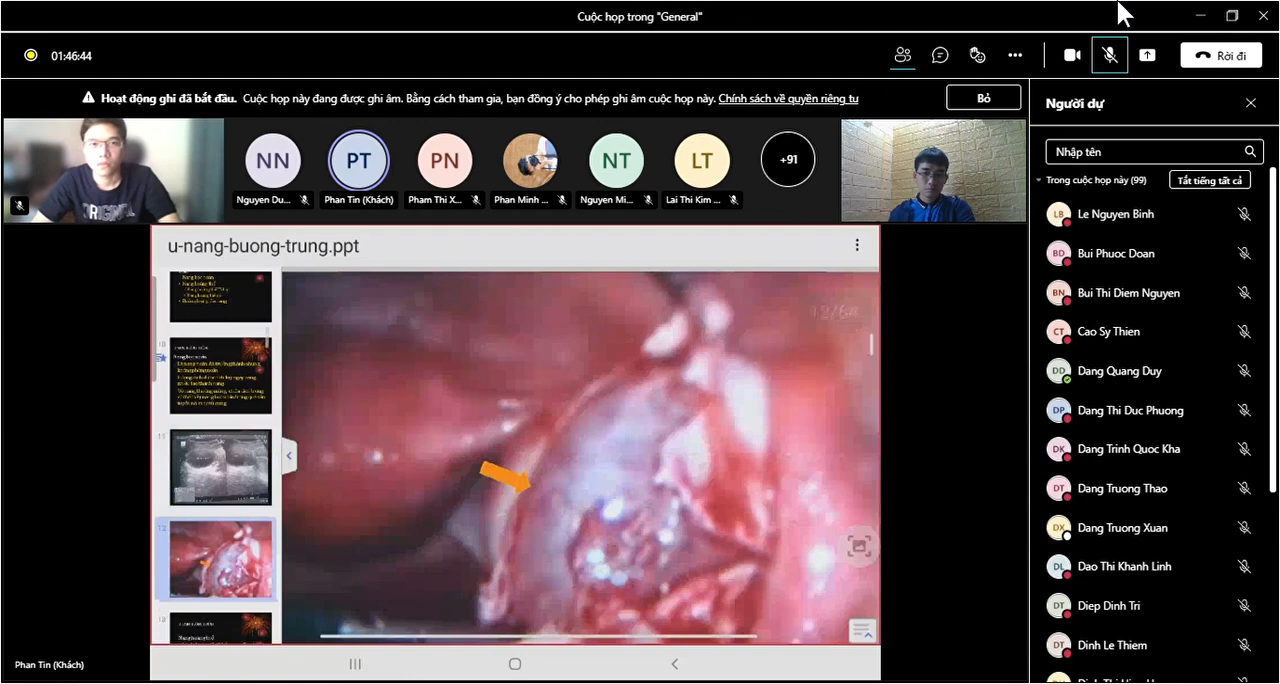 Cuộc họp trong "General"
01:46:44
Rời đi
Hoạt động ghi đã bắt đầu. Cuộc họp này đang được ghi âm. Bằng cách tham gia, bạn đồng ý cho phép ghi âm cuộc họp này. Chính sách về quyền riêng tư
Bỏ
NN
PT
PN
NT
LT
+91
Nguyen Du...
Phan Tin (Khách)
Pham Thi X...
Phan Minh ...
Nguyen Mi...
Lai Thi Kim ...
u-nang-buong-trung.ppt
10
11
12
Phan Tin (Khách)
Người dự
Nhập tên
Trong cuộc họp này (99)
Tắt tiếng tất cả
LB Le Nguyen Binh
BD Bui Phuoc Doan
BN Bui Thi Diem Nguyen
CT Cao Sy Thien
DD Dang Quang Duy
DP Dang Thi Duc Phuong
DK Dang Trinh Quoc Kha
DT Dang Truong Thao
DX Dang Truong Xuan
DL Dao Thi Khanh Linh
DT Diep Dinh Tri
DT Dinh Le Thiem